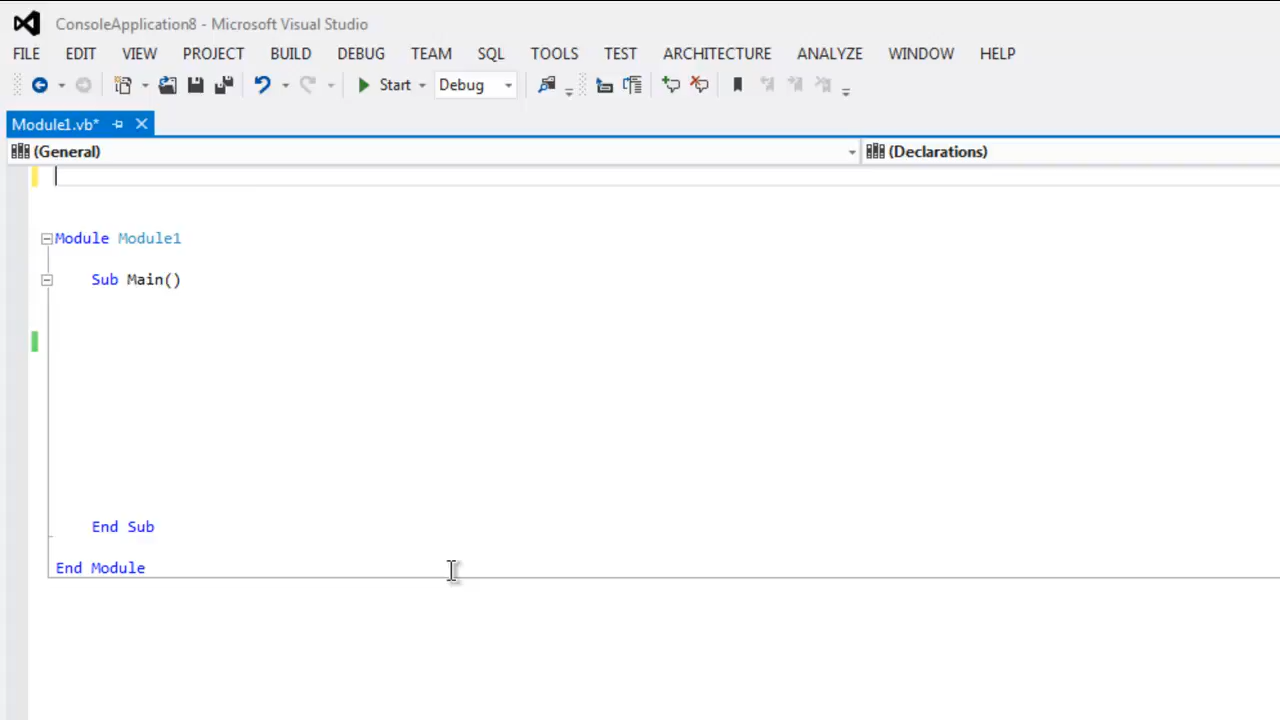 ConsoleApplication8 - Microsoft Visual Studio
FILE EDIT VIEW PROJECT BUILD DEBUG TEAM SQL TOOLS TEST ARCHITECTURE ANALYZE WINDOW HELP
Start Debug
Module1.vb*
(General) (Declarations)
Module Module1
Sub Main()
End Sub
End Module